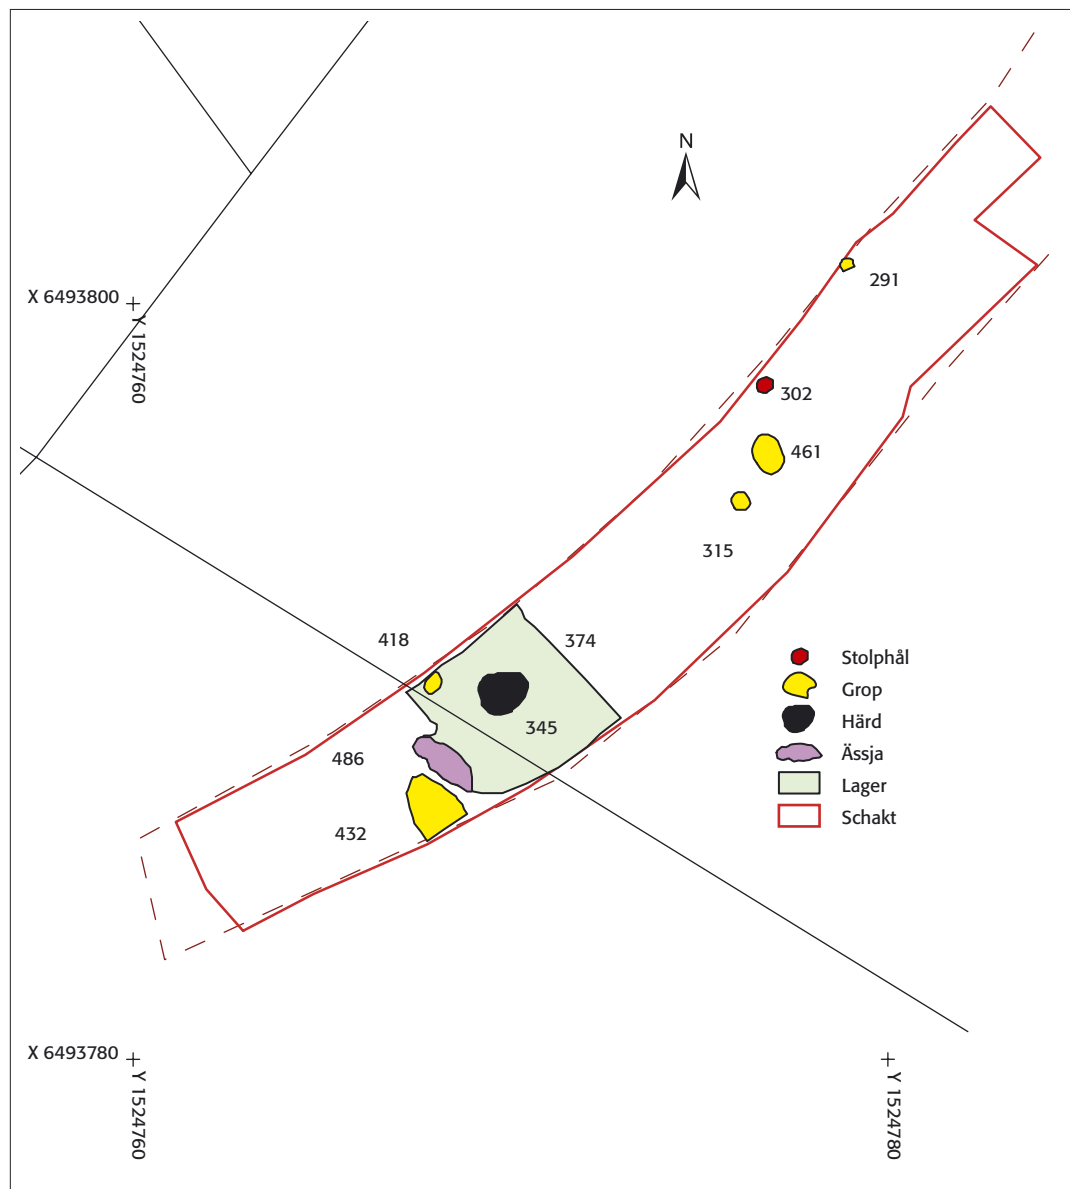 N
X 6493800
Y 1524760
291
302
461
315
418
374
345
486
432
Stolphål
Grop
Härd
Ässja
Lager
Schakt
X 6493780
Y 1524760
Y 1524780